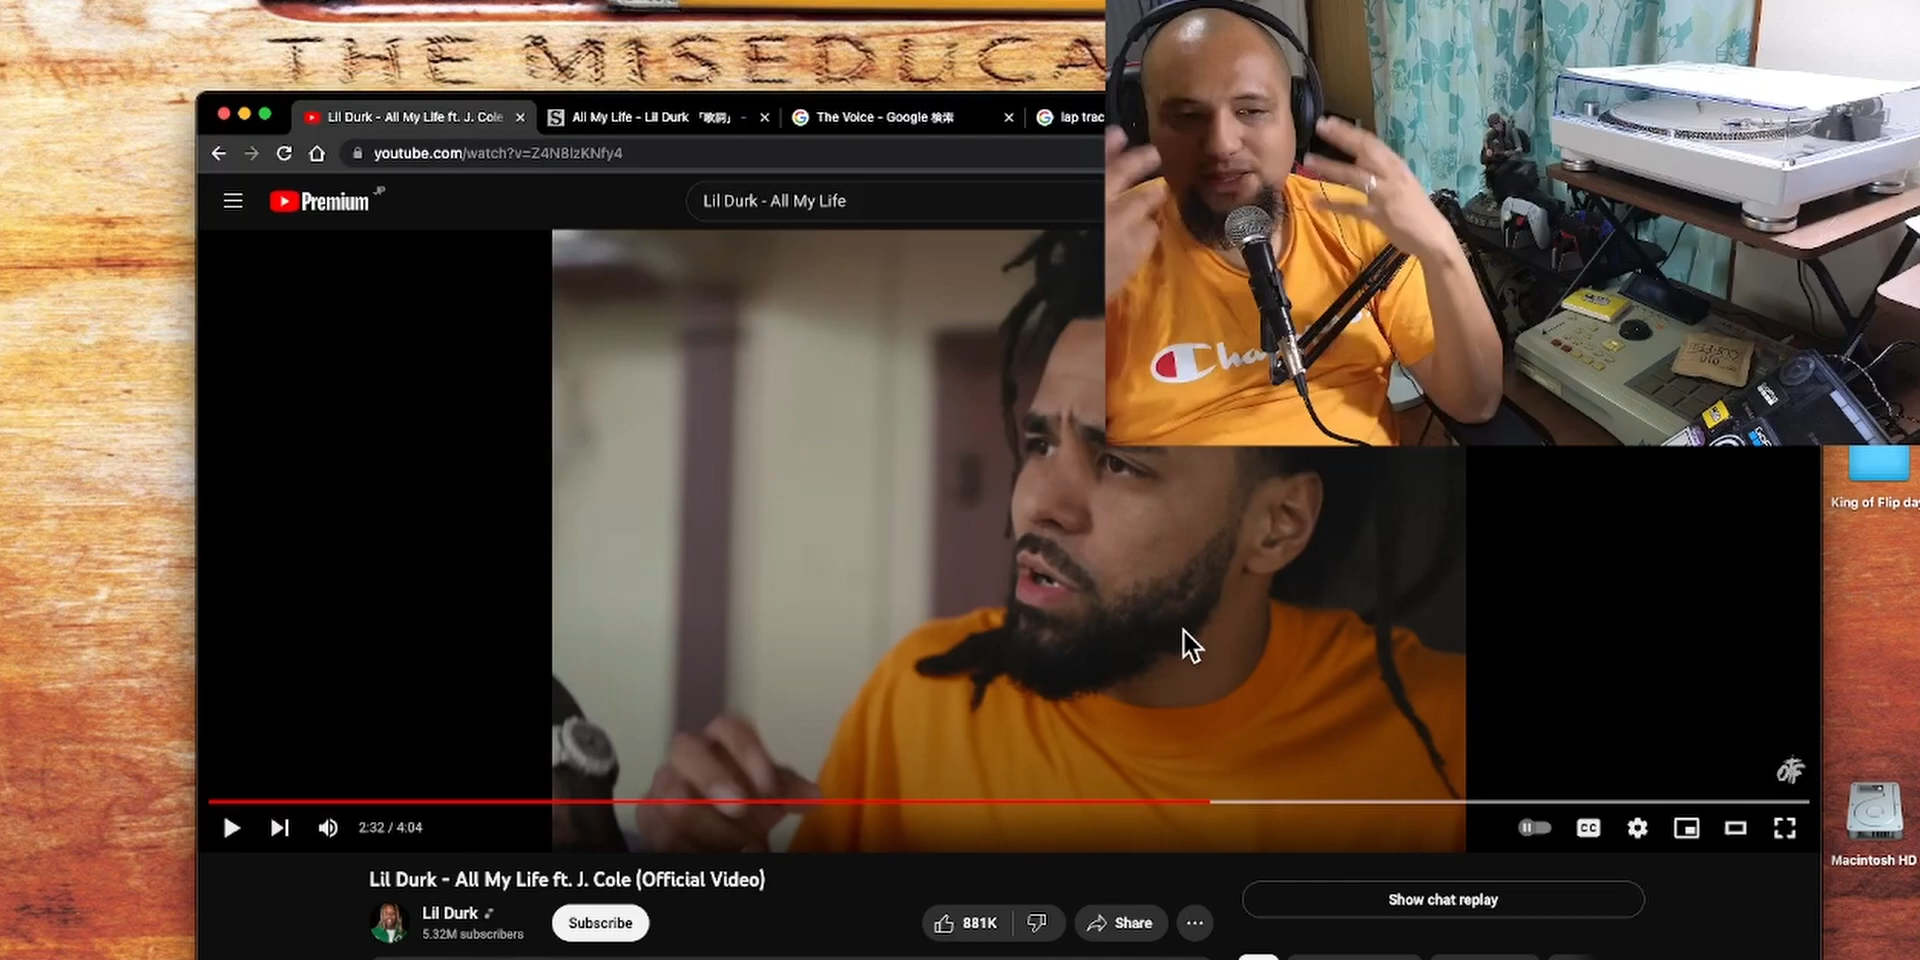 THE MISEDUCA
Lil Durk - All My Life ft. J. Cole
All My Life - Lil Durk 「歌詞」 -
The Voice - Google 検索
lap trac
youtube.com/watch?v=Z4N8IzKNfy4
Premium JP
Lil Durk - All My Life
Champion
King of Flip da
OTF
2:32 / 4:04
CC
Macintosh HD
Lil Durk - All My Life ft. J. Cole (Official Video)
Lil Durk
5.32M subscribers
Subscribe
881K
Share
Show chat replay